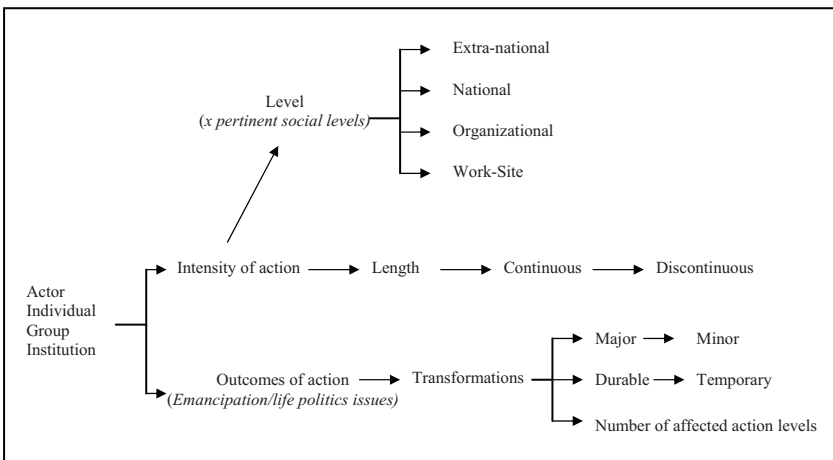 Extra-national
Level
(x pertinent social levels)
National
Organizational
Work-Site
Intensity of action
Length
Continuous
Discontinuous
Actor
Individual
Group
Institution
Outcomes of action
(Emancipation/life politics issues)
Transformations
Major
Minor
Durable
Temporary
Number of affected action levels